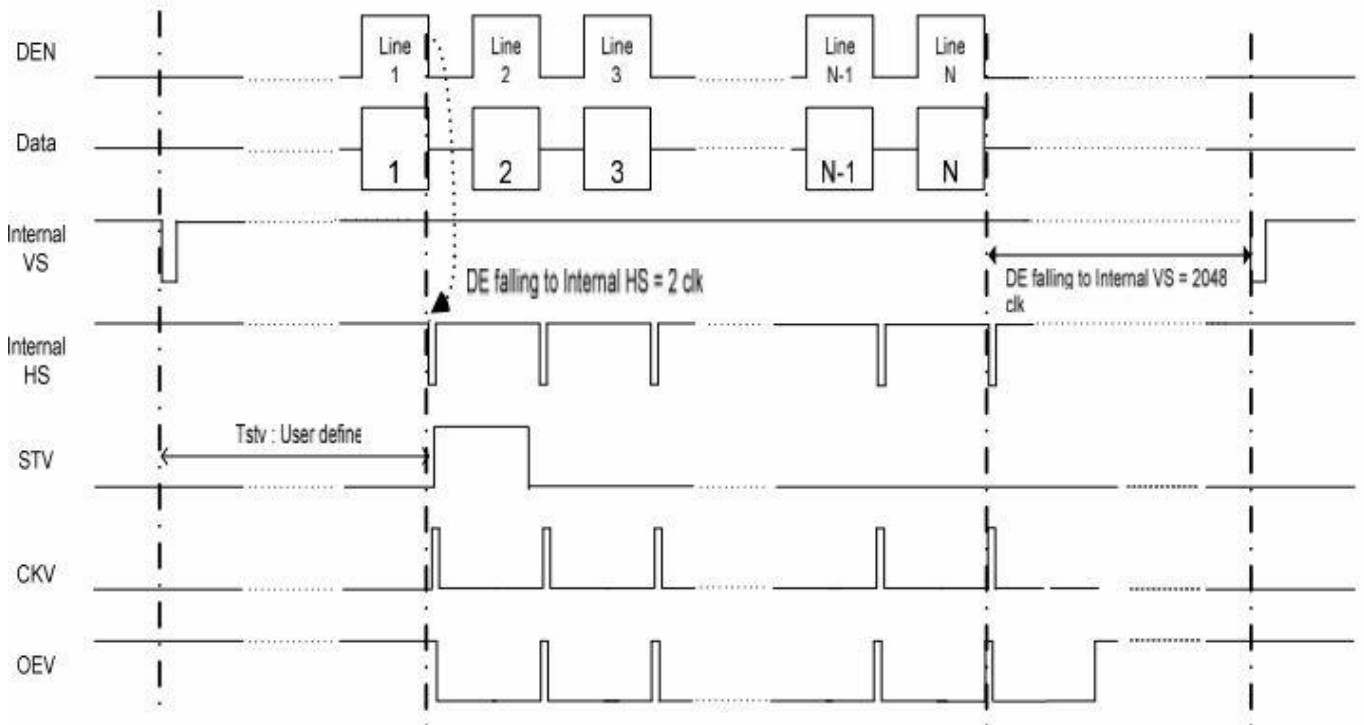 DEN
Line
1
Line
2
Line
3
Line
N-1
Line
N
Data
1
2
3
N-1
N
Internal
VS
DE falling to Internal HS = 2 clk
DE falling to Internal VS = 2048
clk
Internal
HS
Tstv : User define
STV
CKV
OEV